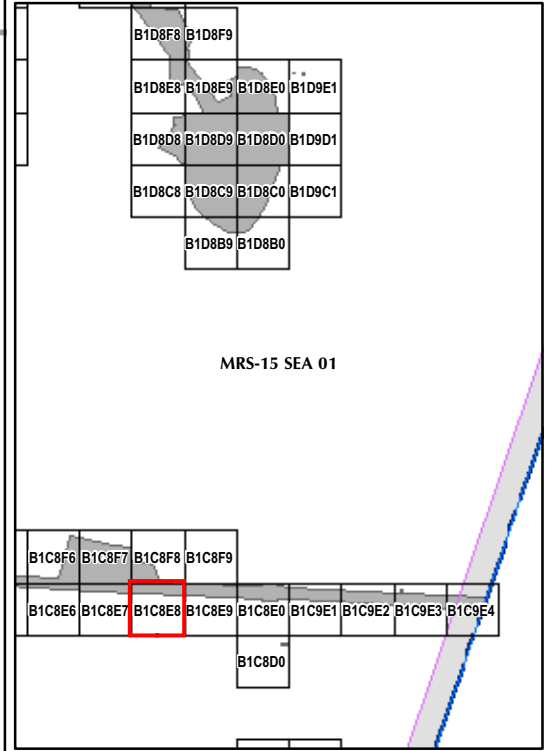 B1D8F8 B1D8F9
B1D8E8 B1D8E9 B1D8E0 B1D9E1
B1D8D8 B1D8D9 B1D8D0 B1D9D1
B1D8C8 B1D8C9 B1D8C0 B1D9C1
B1D8B9 B1D8B0
MRS-15 SEA 01
B1C8F6 B1C8F7 B1C8F8 B1C8F9
B1C8E6 B1C8E7 B1C8E8 B1C8E9 B1C8E0 B1C9E1 B1C9E2 B1C9E3 B1C9E4
B1C8D0